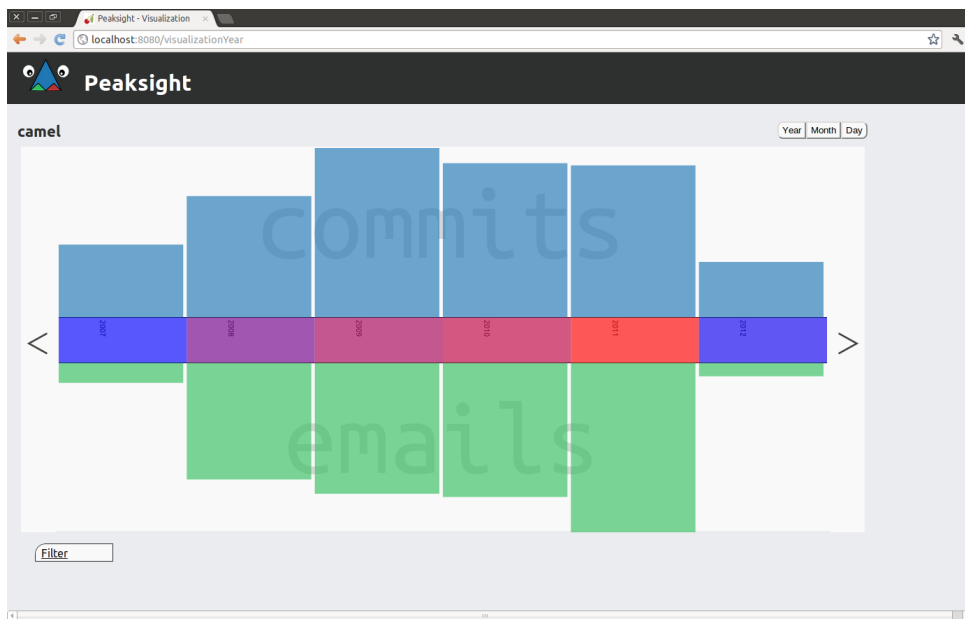 Peaksight - Visualization
localhost:8080/visualizationYear
Peaksight
camel
Year Month Day
commits
< 2007 2008 2009 2010 2011 2012 >
emails
Filter